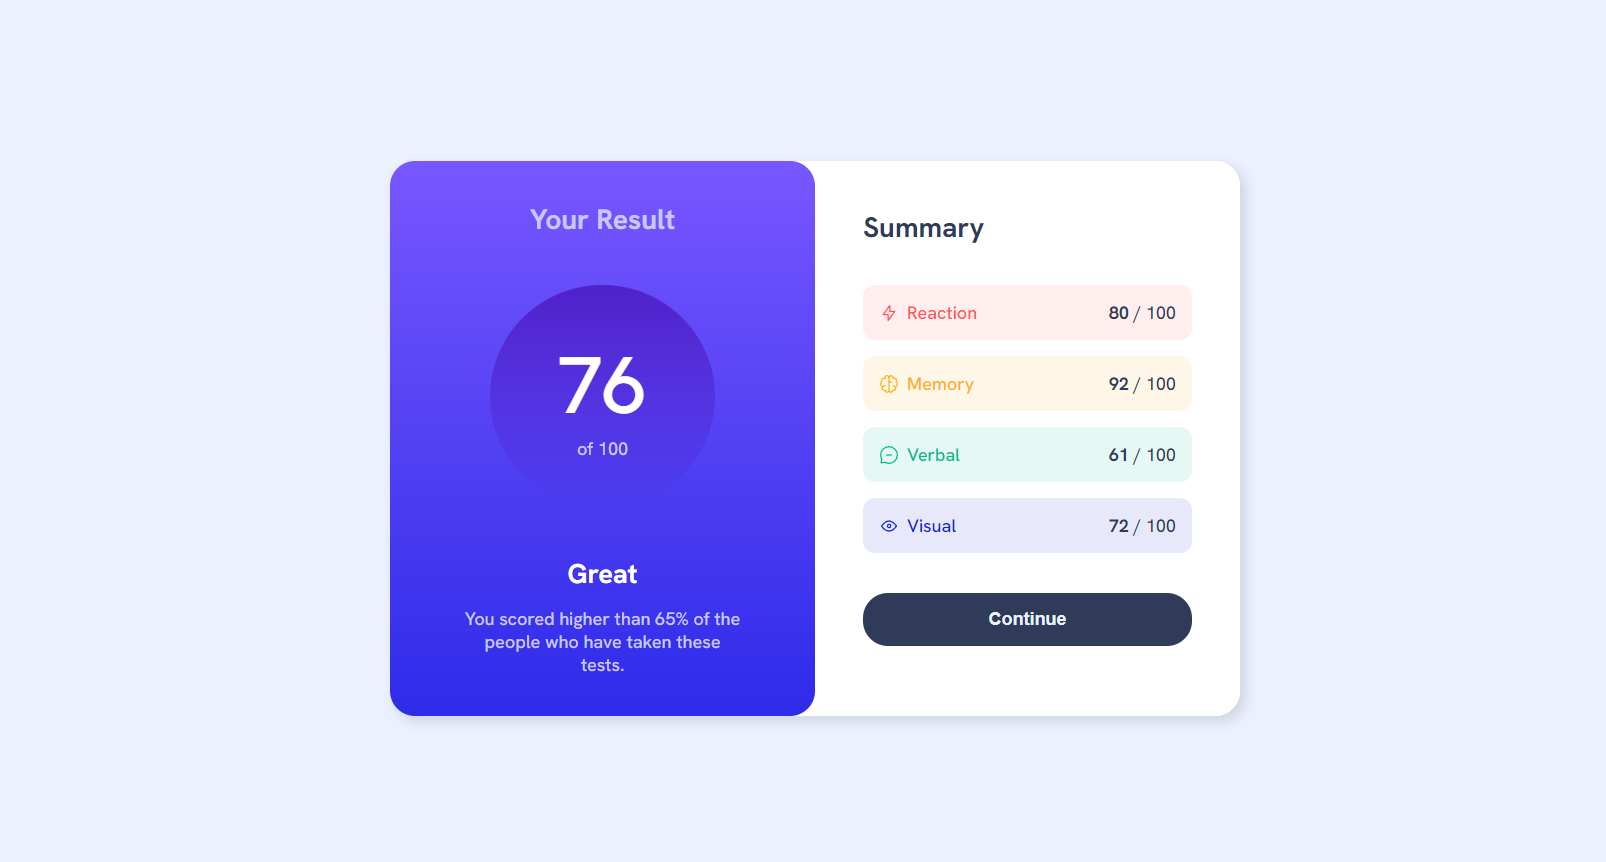 Your Result
76
of 100
Great
You scored higher than 65% of the
people who have taken these
tests.
Summary
Reaction 80 / 100
Memory 92 / 100
Verbal 61 / 100
Visual 72 / 100
Continue